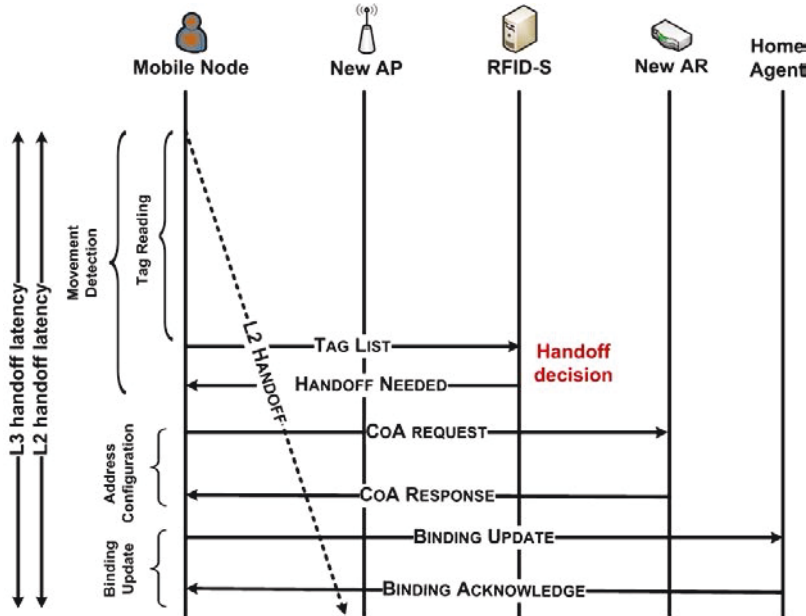 Mobile Node
New AP
RFID-S
New AR
Home
Agent
L3 handoff latency
L2 handoff latency
Movement
Detection
Tag Reading
L2 HANDOFF
TAG LIST
Handoff
decision
HANDOFF NEEDED
Address
Configuration
COA REQUEST
COA RESPONSE
Binding
Update
BINDING UPDATE
BINDING ACKNOWLEDGE